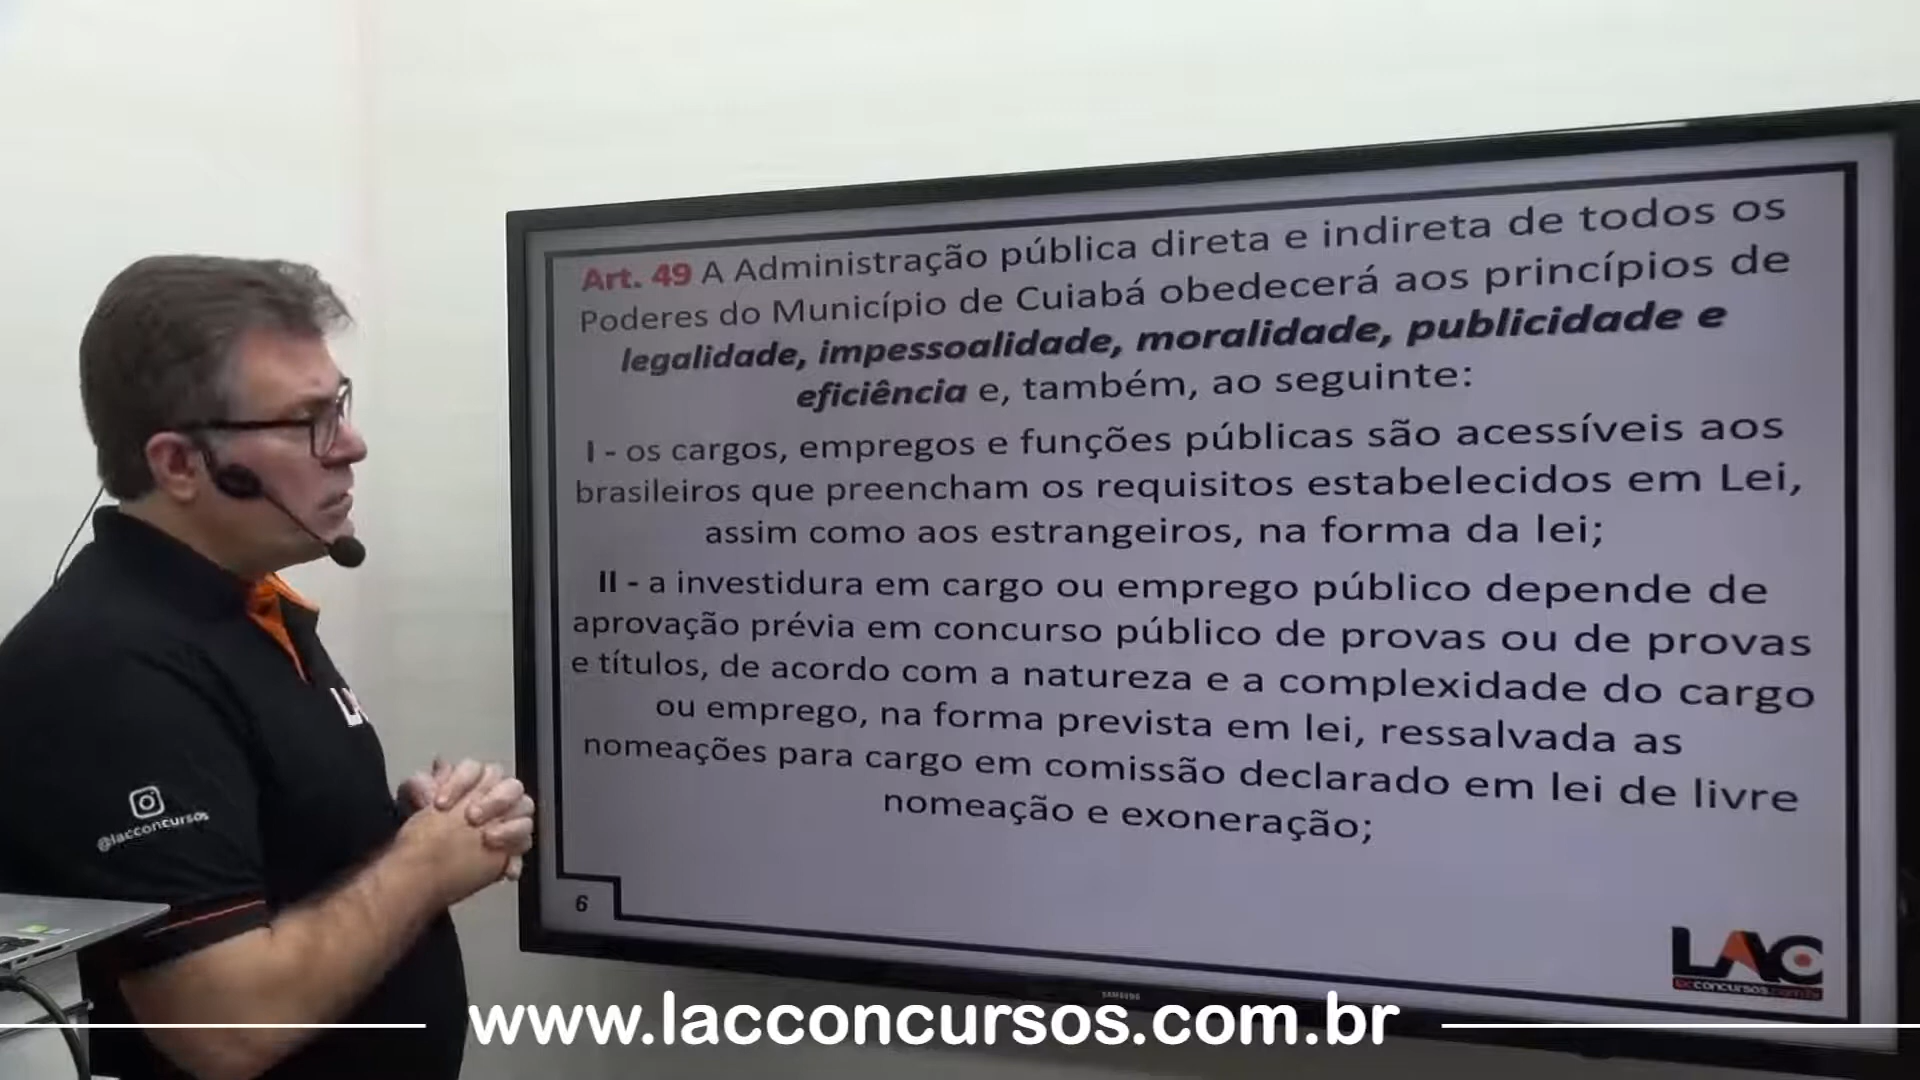 Art. 49 A Administração pública direta e indireta de todos os
Poderes do Município de Cuiabá obedecerá aos princípios de
legalidade, impessoalidade, moralidade, publicidade e
eficiência e, também, ao seguinte:
I - os cargos, empregos e funções públicas são acessíveis aos
brasileiros que preencham os requisitos estabelecidos em Lei,
assim como aos estrangeiros, na forma da lei;
II - a investidura em cargo ou emprego público depende de
aprovação prévia em concurso público de provas ou de provas
e títulos, de acordo com a natureza e a complexidade do cargo
ou emprego, na forma prevista em lei, ressalvada as
nomeações para cargo em comissão declarado em lei de livre
nomeação e exoneração;
6
LAC
lacconcursos.com.br
SAMSUNG
@lacconcursos
www.lacconcursos.com.br